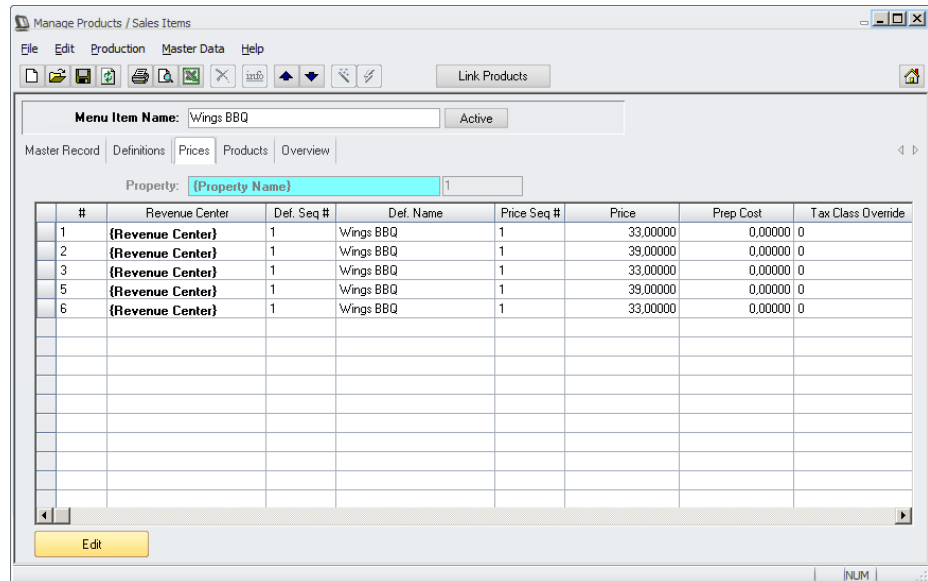 Manage Products / Sales Items
File Edit Production Master Data Help
info Link Products
Menu Item Name: Wings BBQ Active
Master Record Definitions Prices Products Overview
Property: {Property Name} 1
# Revenue Center Def. Seq # Def. Name Price Seq # Price Prep Cost Tax Class Override
1 {Revenue Center} 1 Wings BBQ 1 33,00000 0,00000 0
2 {Revenue Center} 1 Wings BBQ 1 39,00000 0,00000 0
3 {Revenue Center} 1 Wings BBQ 1 33,00000 0,00000 0
5 {Revenue Center} 1 Wings BBQ 1 39,00000 0,00000 0
6 {Revenue Center} 1 Wings BBQ 1 33,00000 0,00000 0
Edit
NUM